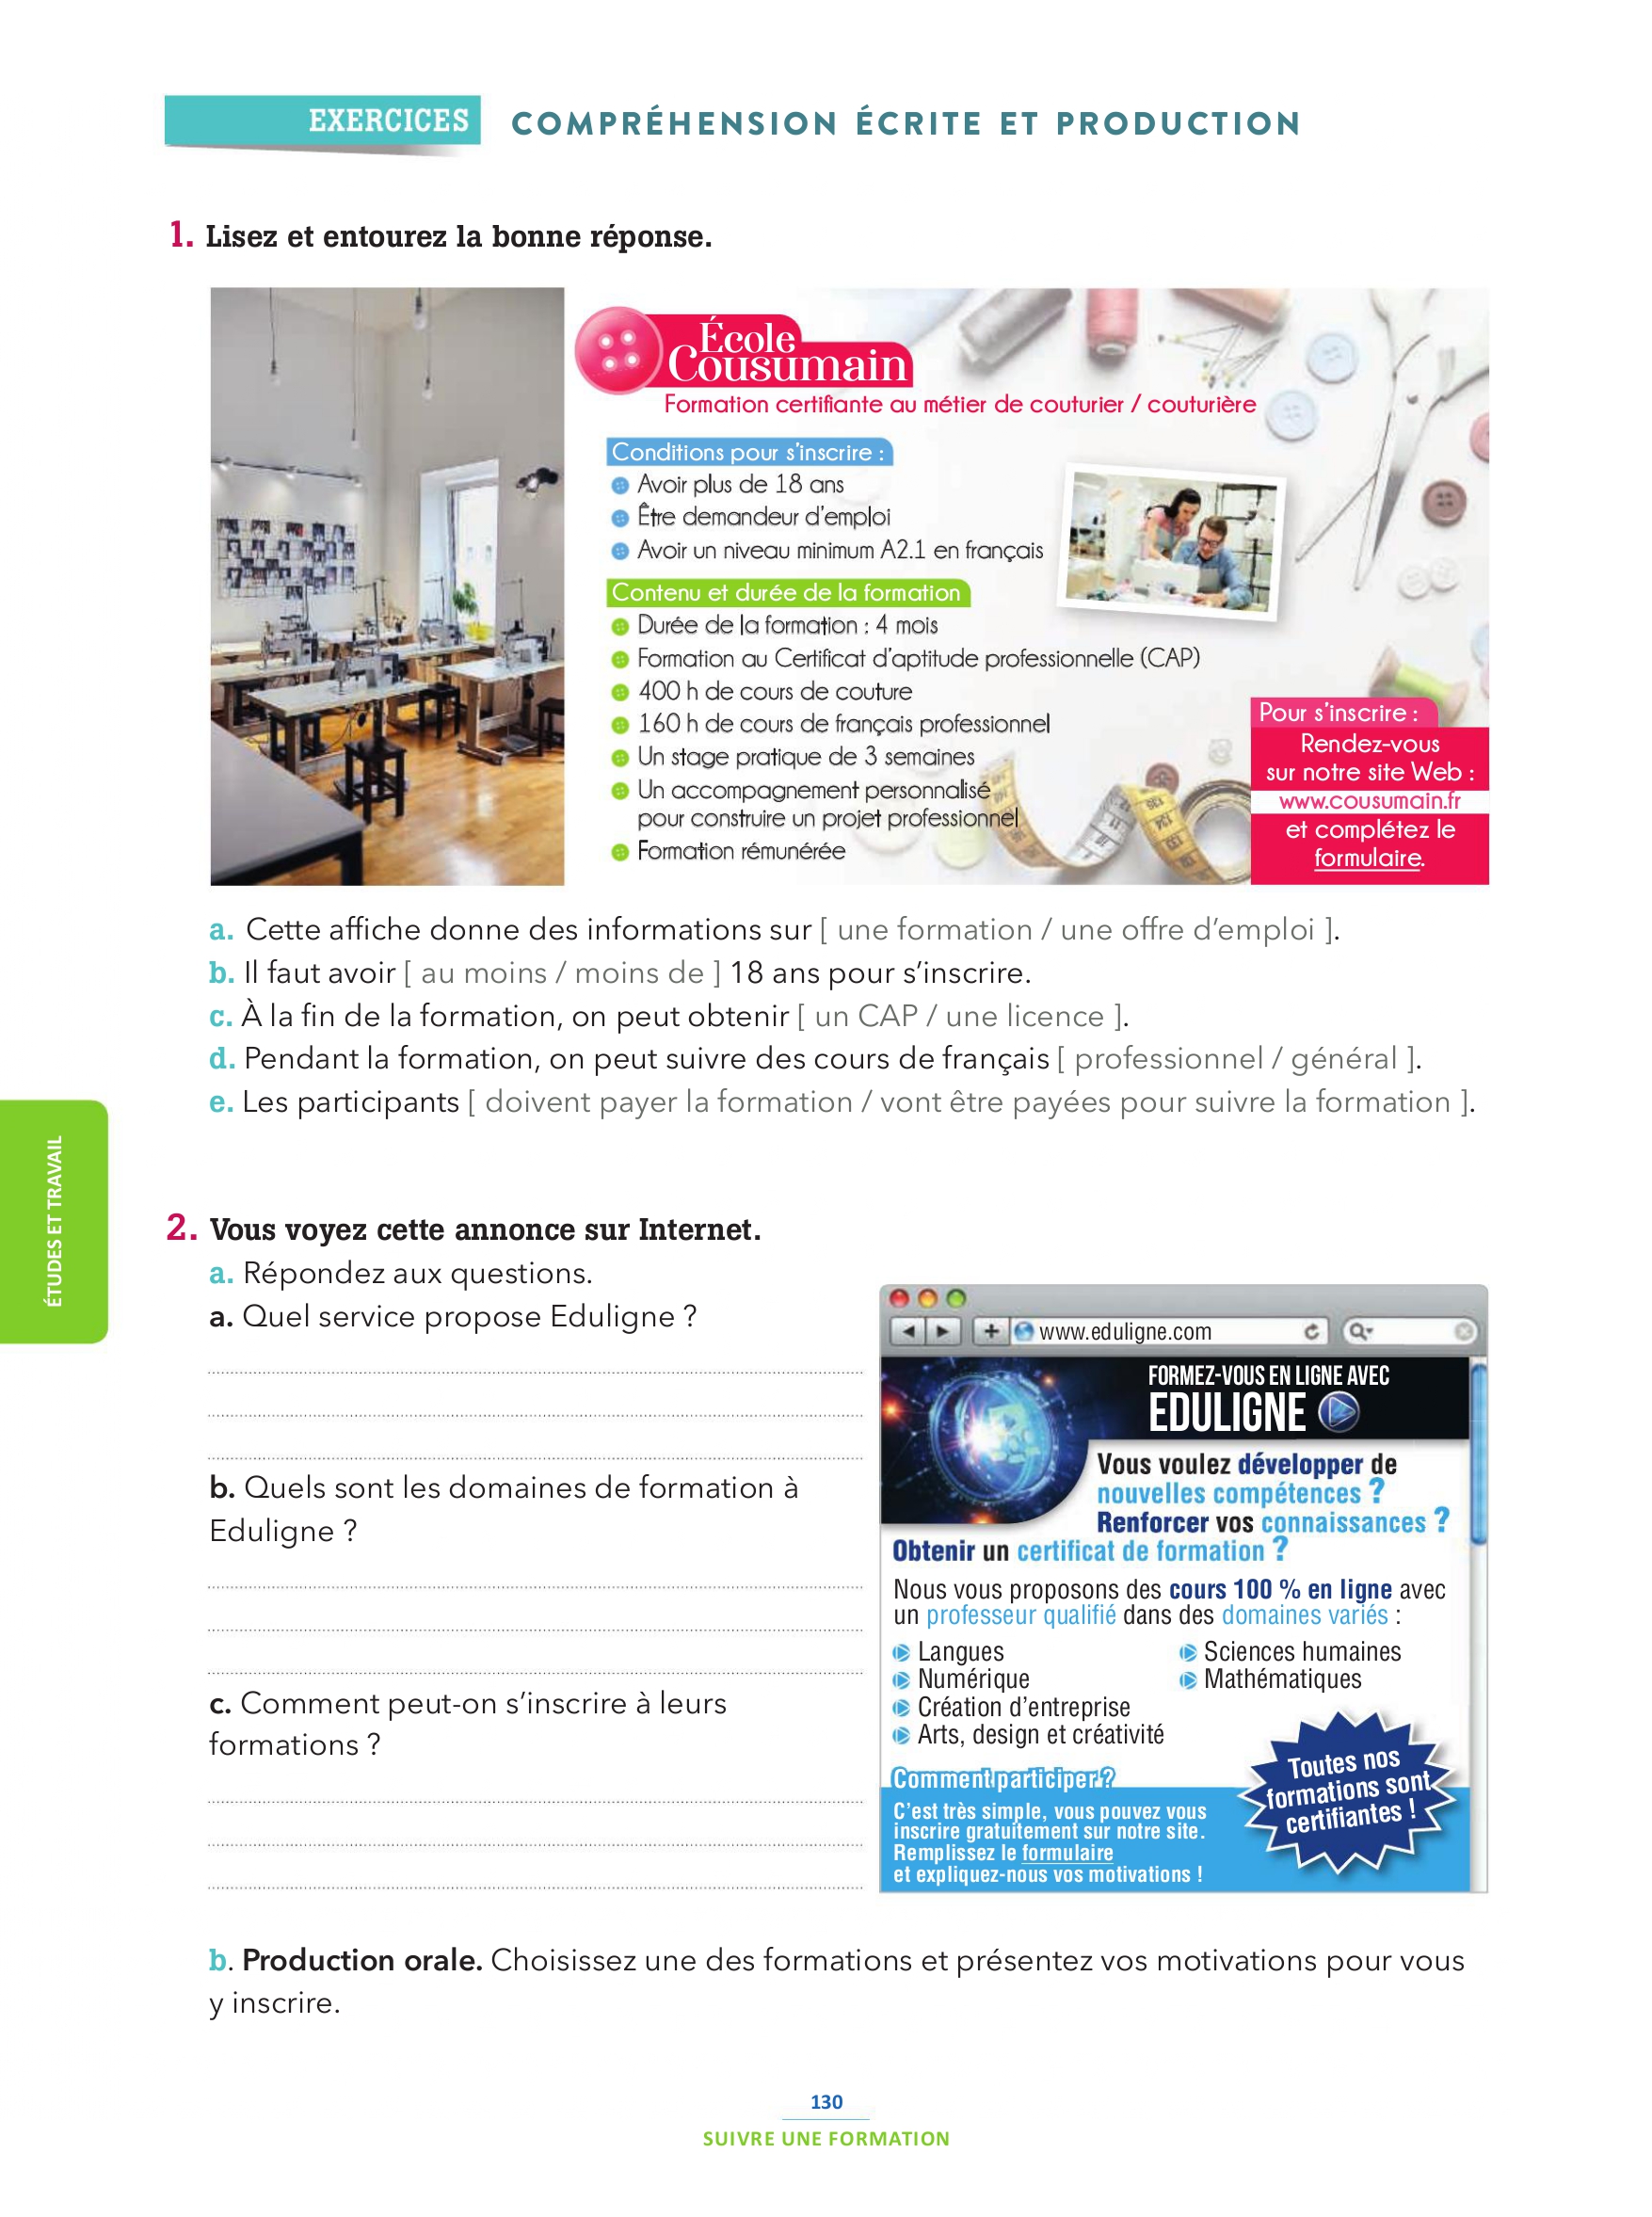 EXERCICES COMPRÉHENSION ÉCRITE ET PRODUCTION
1. Lisez et entourez la bonne réponse.
École
Cousumain
Formation certifiante au métier de couturier / couturière
Conditions pour s'inscrire :
Avoir plus de 18 ans
Être demandeur d'emploi
Avoir un niveau minimum A2.1 en français
Contenu et durée de la formation
Durée de la formation : 4 mois
Formation au Certificat d'aptitude professionnelle (CAP)
400 h de cours de couture
160 h de cours de français professionnel
Un stage pratique de 3 semaines
Un accompagnement personnalisé
pour construire un projet professionnel
Formation rémunérée
Pour s'inscrire :
Rendez-vous
sur notre site Web :
www.cousumain.fr
et complétez le
formulaire.
a. Cette affiche donne des informations sur [ une formation / une offre d'emploi ].
b. Il faut avoir [ au moins / moins de ] 18 ans pour s'inscrire.
c. À la fin de la formation, on peut obtenir [ un CAP / une licence ].
d. Pendant la formation, on peut suivre des cours de français [ professionnel / général ].
e. Les participants [ doivent payer la formation / vont être payées pour suivre la formation ].
ÉTUDES ET TRAVAIL
2. Vous voyez cette annonce sur Internet.
a. Répondez aux questions.
a. Quel service propose Eduligne ?
b. Quels sont les domaines de formation à
Eduligne ?
c. Comment peut-on s'inscrire à leurs
formations ?
www.eduligne.com
FORMEZ-VOUS EN LIGNE AVEC
EDULIGNE
Vous voulez développer de
nouvelles compétences ?
Renforcer vos connaissances ?
Obtenir un certificat de formation ?
Nous vous proposons des cours 100 % en ligne avec
un professeur qualifié dans des domaines variés :
Langues
Numérique
Création d'entreprise
Arts, design et créativité
Sciences humaines
Mathématiques
Comment participer ?
C'est très simple, vous pouvez vous
inscrire gratuitement sur notre site.
Remplissez le formulaire
et expliquez-nous vos motivations !
Toutes nos
formations sont
certifiantes !
b. Production orale. Choisissez une des formations et présentez vos motivations pour vous
y inscrire.
130
SUIVRE UNE FORMATION